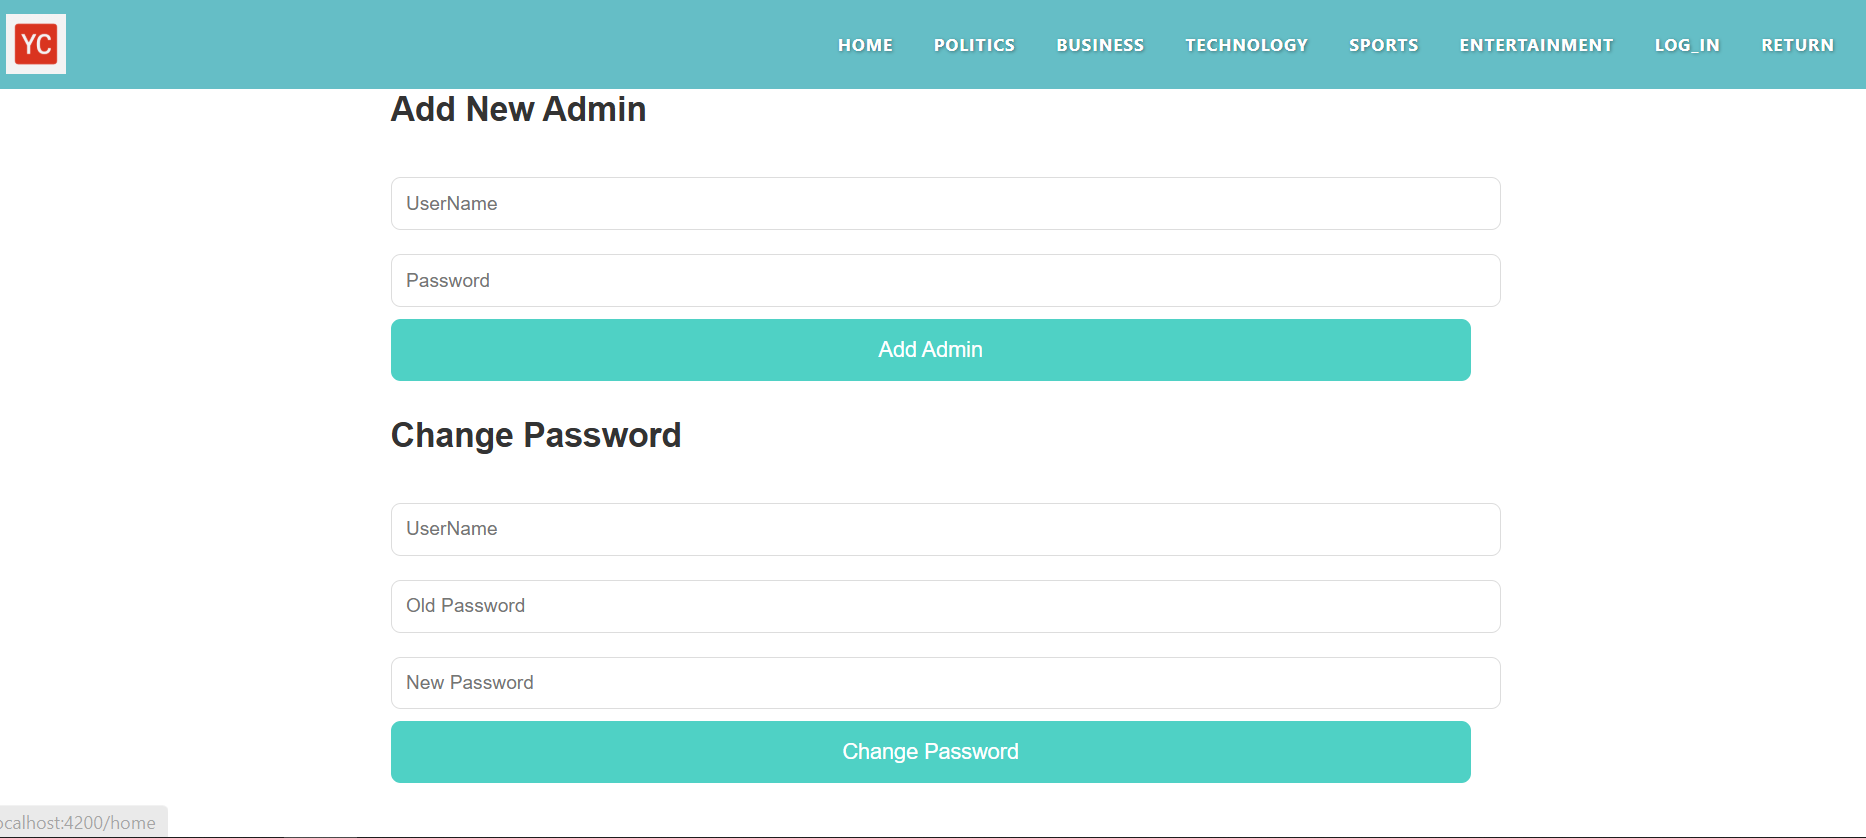 YC
HOME POLITICS BUSINESS TECHNOLOGY SPORTS ENTERTAINMENT LOG_IN RETURN
Add New Admin
UserName
Password
Add Admin
Change Password
UserName
Old Password
New Password
Change Password
ocalhost:4200/home